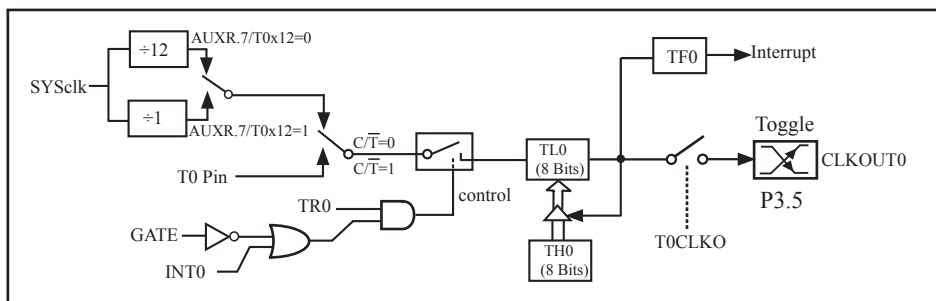 ÷12
AUXR.7/T0x12=0
SYSclk
÷1
AUXR.7/T0x12=1
C/T̅=0
C/T̅=1
T0 Pin
TR0
GATE
INT0
control
TL0
(8 Bits)
TH0
(8 Bits)
TF0
Interrupt
Toggle
CLKOUT0
P3.5
T0CLKO